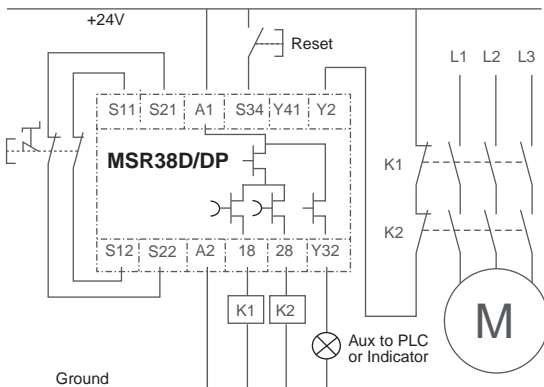 +24V
Reset
L1 L2 L3
S11 S21 A1 S34 Y41 Y2
MSR38D/DP
K1
K2
S12 S22 A2 18 28 Y32
K1 K2
M
Aux to PLC
or Indicator
Ground